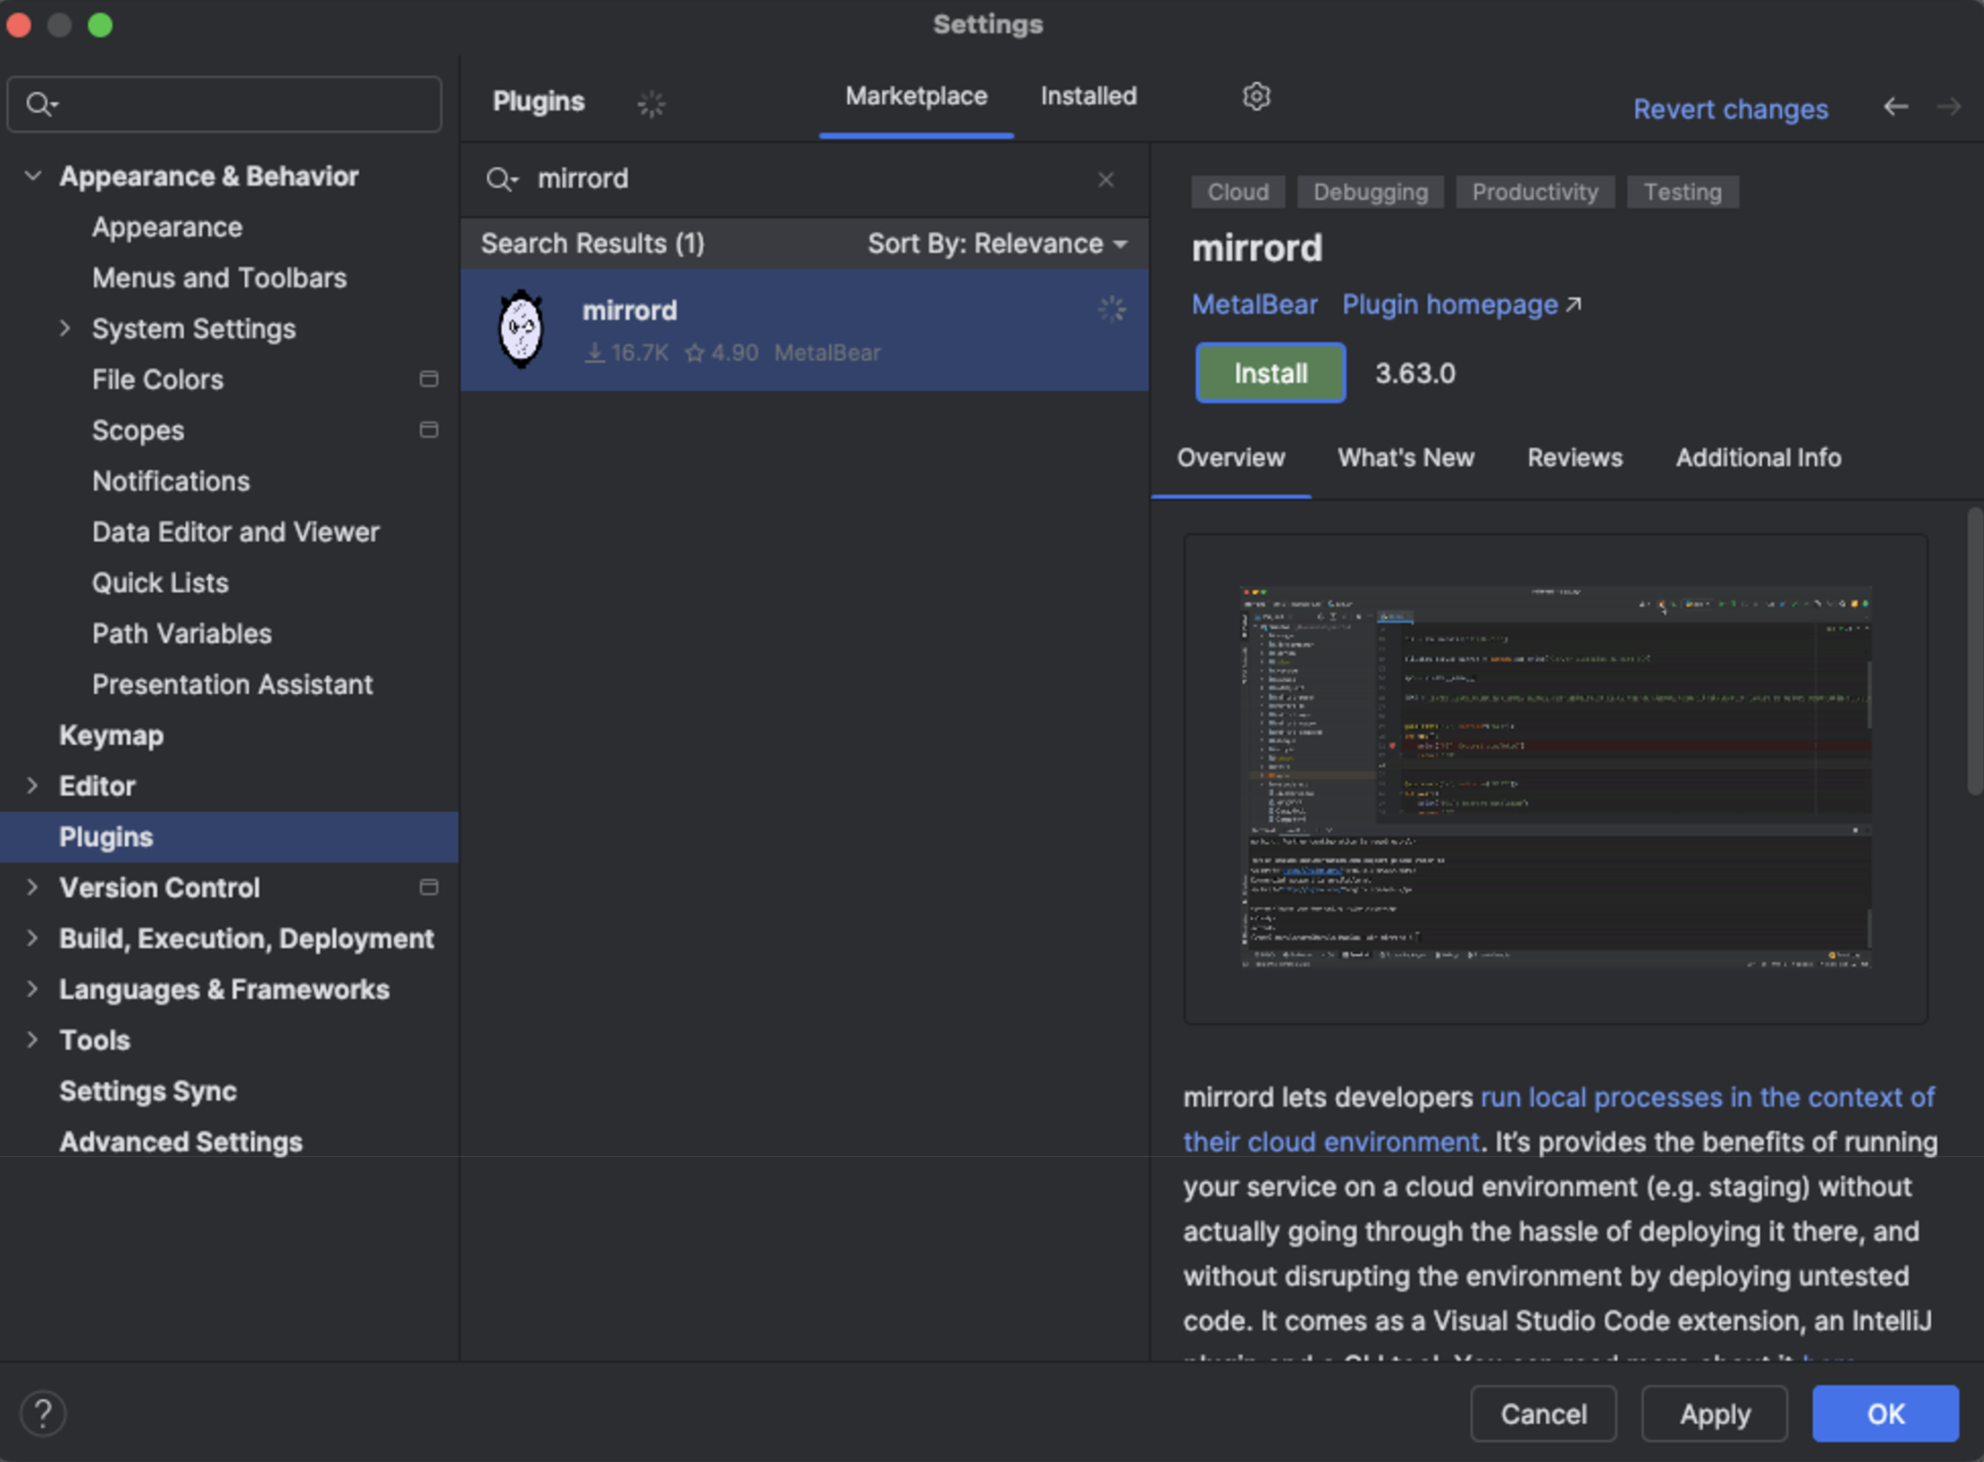 Settings
Plugins
Marketplace
Installed
Revert changes
Appearance & Behavior
Appearance
Menus and Toolbars
System Settings
File Colors
Scopes
Notifications
Data Editor and Viewer
Quick Lists
Path Variables
Presentation Assistant
Keymap
Editor
Plugins
Version Control
Build, Execution, Deployment
Languages & Frameworks
Tools
Settings Sync
Advanced Settings
mirrord
Search Results (1)
Sort By: Relevance
mirrord
16.7K 4.90 MetalBear
Cloud Debugging Productivity Testing
mirrord
MetalBear Plugin homepage
Install 3.63.0
Overview What's New Reviews Additional Info
mirrord lets developers run local processes in the context of
their cloud environment. It’s provides the benefits of running
your service on a cloud environment (e.g. staging) without
actually going through the hassle of deploying it there, and
without disrupting the environment by deploying untested
code. It comes as a Visual Studio Code extension, an IntelliJ
?
Cancel
Apply
OK